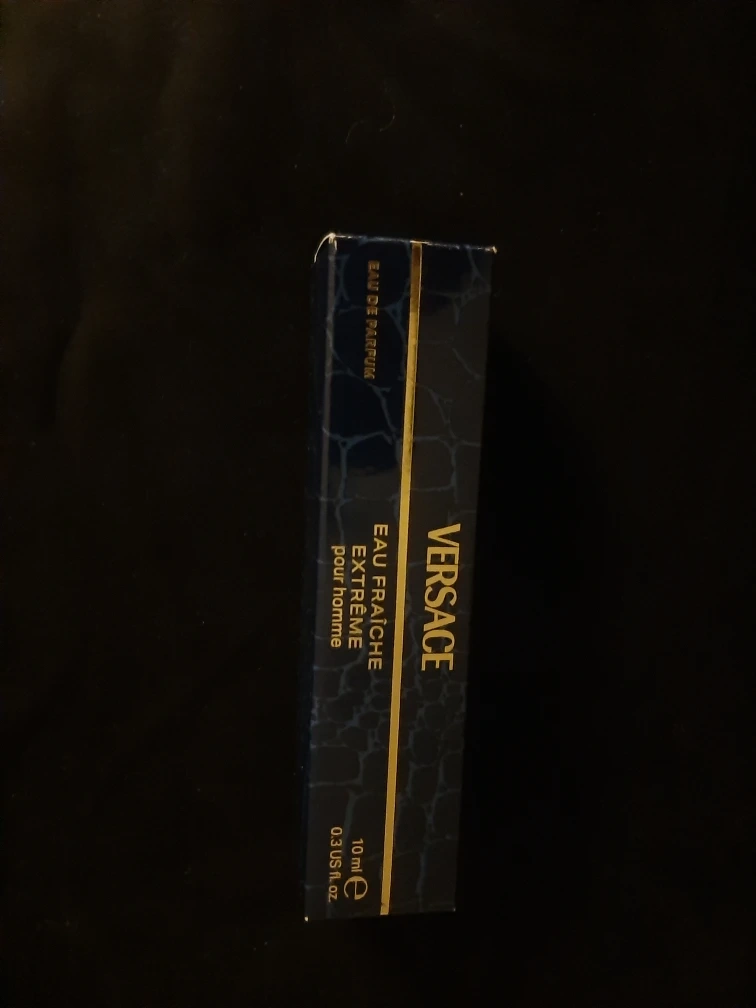 VERSACE
EAU FRAÎCHE
EXTRÊME
pour homme
EAU DE PARFUM
10 ml e
0.3 US fl. oz.